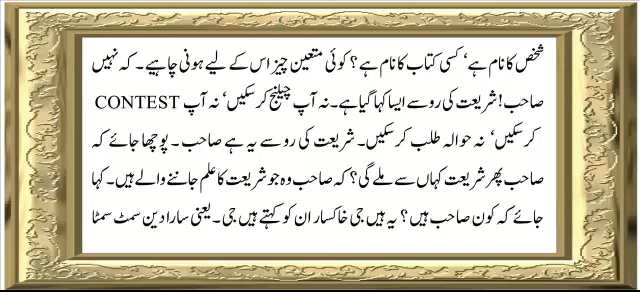 شخص کا نام ہے‘ کسی کتاب کا نام ہے؟ کوئی متعین چیز اس کے لیے ہونی چاہیے۔ کہ نہیں
صاحب! شریعت کی رو سے ایسا کہا گیا ہے۔ نہ آپ چیلنج کر سکیں‘ نہ آپ CONTEST
کر سکیں‘ نہ حوالہ طلب کر سکیں۔ شریعت کی رو سے یہ ہے صاحب۔ پوچھا جائے کہ
صاحب پھر شریعت کہاں سے ملے گی؟ کہ صاحب وہ جو شریعت کا علم جاننے والے ہیں۔ کہا
جائے کہ کون صاحب ہیں؟ یہ ہیں جی خاکسار ان کو کہتے ہیں جی۔ یعنی سارا دین سمٹ سمٹا